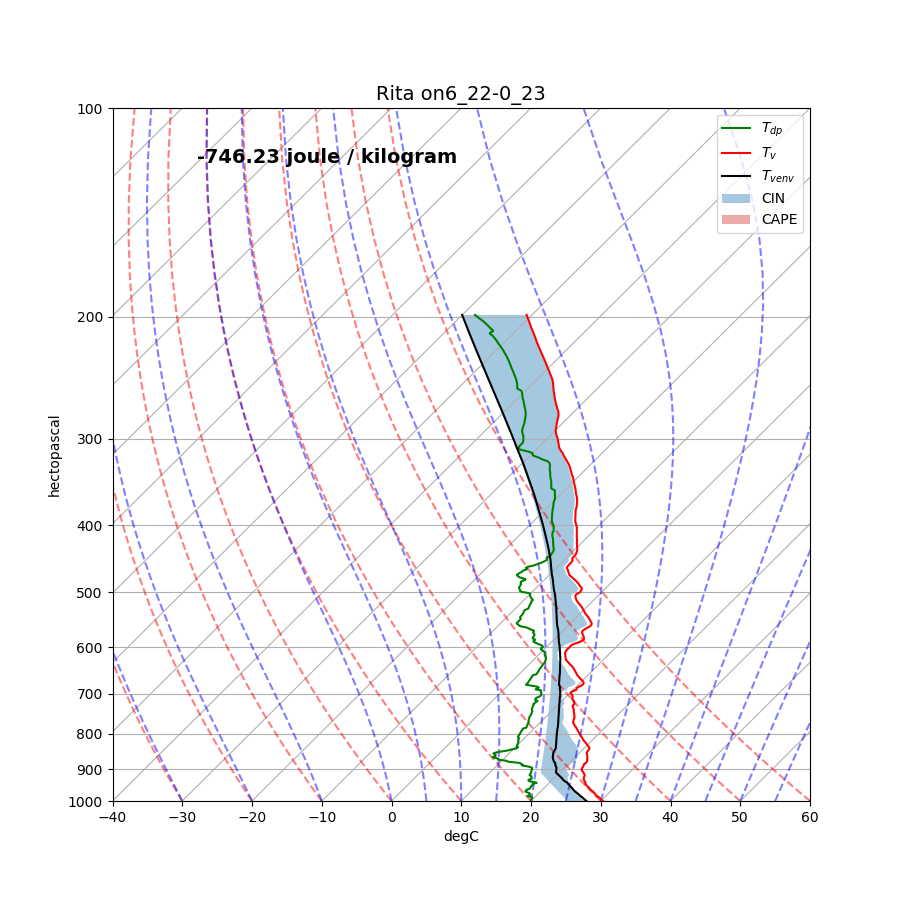 Rita on6_22-0_23
-746.23 joule / kilogram
T_dp
T_v
T_venv
CIN
CAPE
100
200
300
400
500
600
700
800
900
1000
hectopascal
−40 −30 −20 −10 0 10 20 30 40 50 60
degC